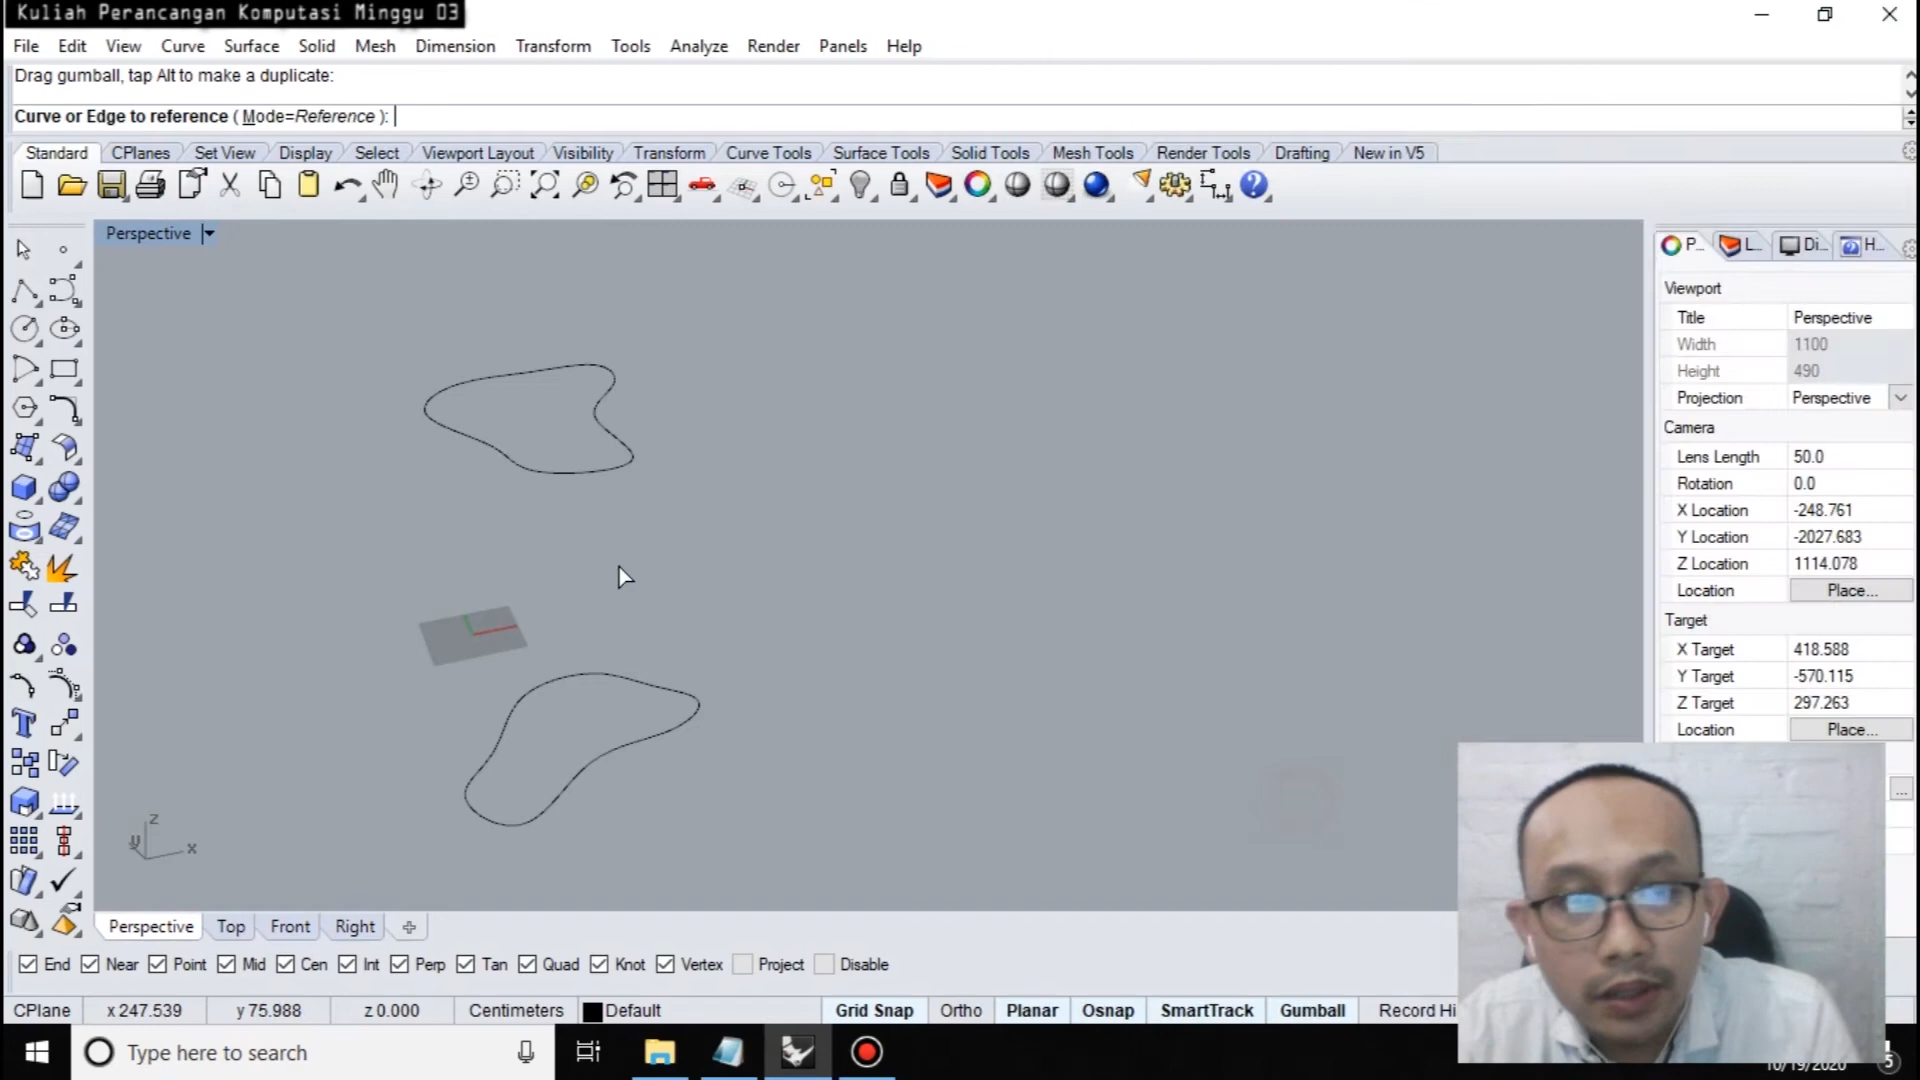 Kuliah Perancangan Komputasi Minggu 03
File Edit View Curve Surface Solid Mesh Dimension Transform Tools Analyze Render Panels Help
Drag gumball, tap Alt to make a duplicate:
Curve or Edge to reference ( Mode=Reference ):
Standard CPlanes Set View Display Select Viewport Layout Visibility Transform Curve Tools Surface Tools Solid Tools Mesh Tools Render Tools Drafting New in V5
Perspective
P... L... Di... H...
Viewport
Title Perspective
Width 1100
Height 490
Projection Perspective
Camera
Lens Length 50.0
Rotation 0.0
X Location -248.761
Y Location -2027.683
Z Location 1114.078
Location Place...
Target
X Target 418.588
Y Target -570.115
Z Target 297.263
Location Place...
...
z
y x
Perspective Top Front Right
End Near Point Mid Cen Int Perp Tan Quad Knot Vertex Project Disable
CPlane x 247.539 y 75.988 z 0.000 Centimeters Default Grid Snap Ortho Planar Osnap SmartTrack Gumball Record Hi
Type here to search
10/19/2020
5